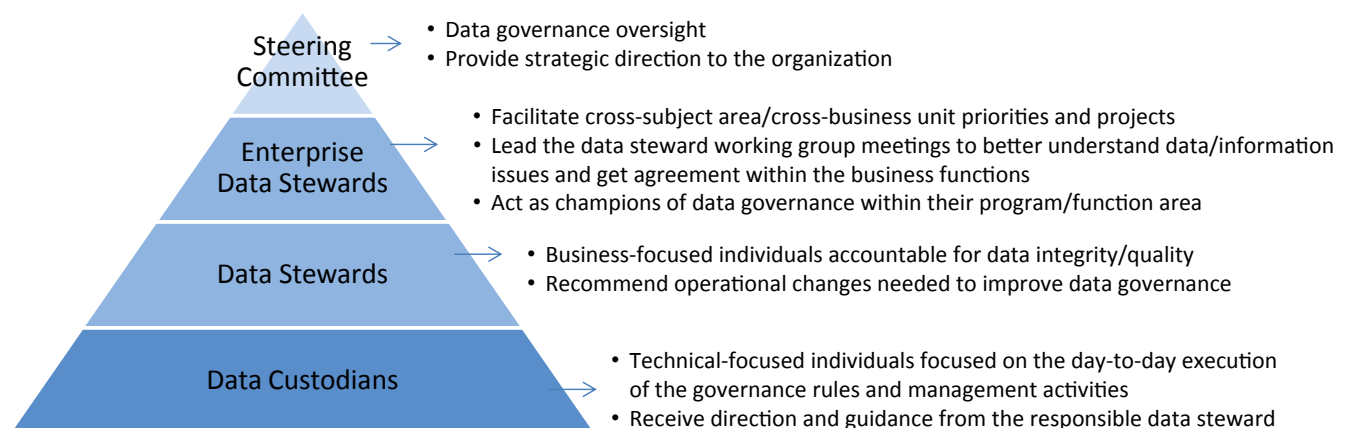 Steering
Committee
• Data governance oversight
• Provide strategic direction to the organization
Enterprise
Data Stewards
• Facilitate cross-subject area/cross-business unit priorities and projects
• Lead the data steward working group meetings to better understand data/information
issues and get agreement within the business functions
• Act as champions of data governance within their program/function area
Data Stewards
• Business-focused individuals accountable for data integrity/quality
• Recommend operational changes needed to improve data governance
Data Custodians
• Technical-focused individuals focused on the day-to-day execution
of the governance rules and management activities
• Receive direction and guidance from the responsible data steward